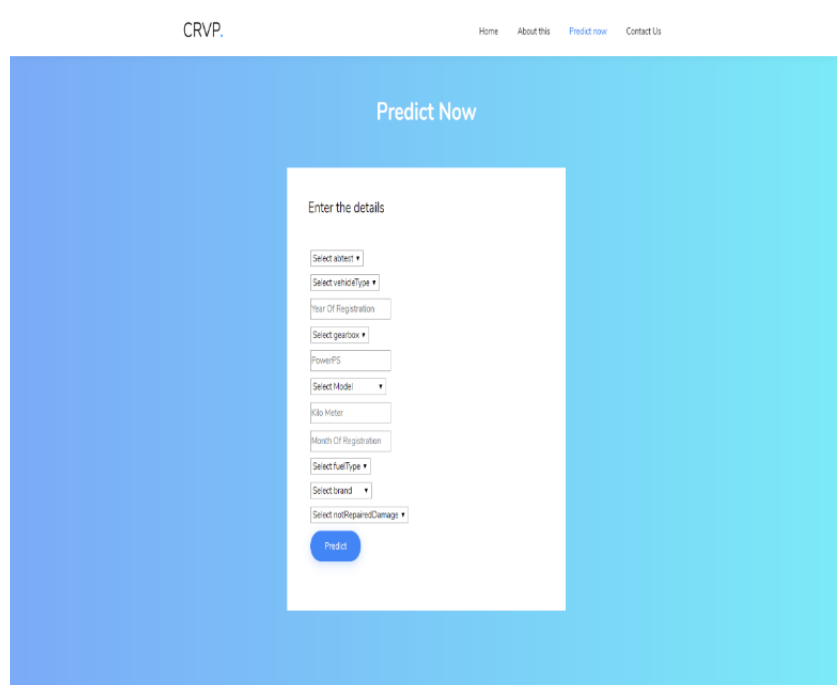 CRVP.
Home About this Predict now Contact Us
Predict Now
Enter the details
Select abtest
Select vehicleType
Year Of Registration
Select gearbox
PowerPS
Select Model
Kilo Meter
Month Of Registration
Select fuelType
Select brand
Select notRepairedDamage
Predict